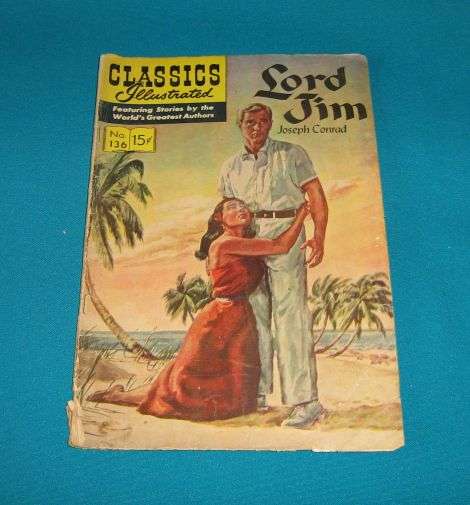 CLASSICS
Illustrated
Featuring Stories by the
World's Greatest Authors
No.
136
15¢
Lord
Jim
Joseph Conrad